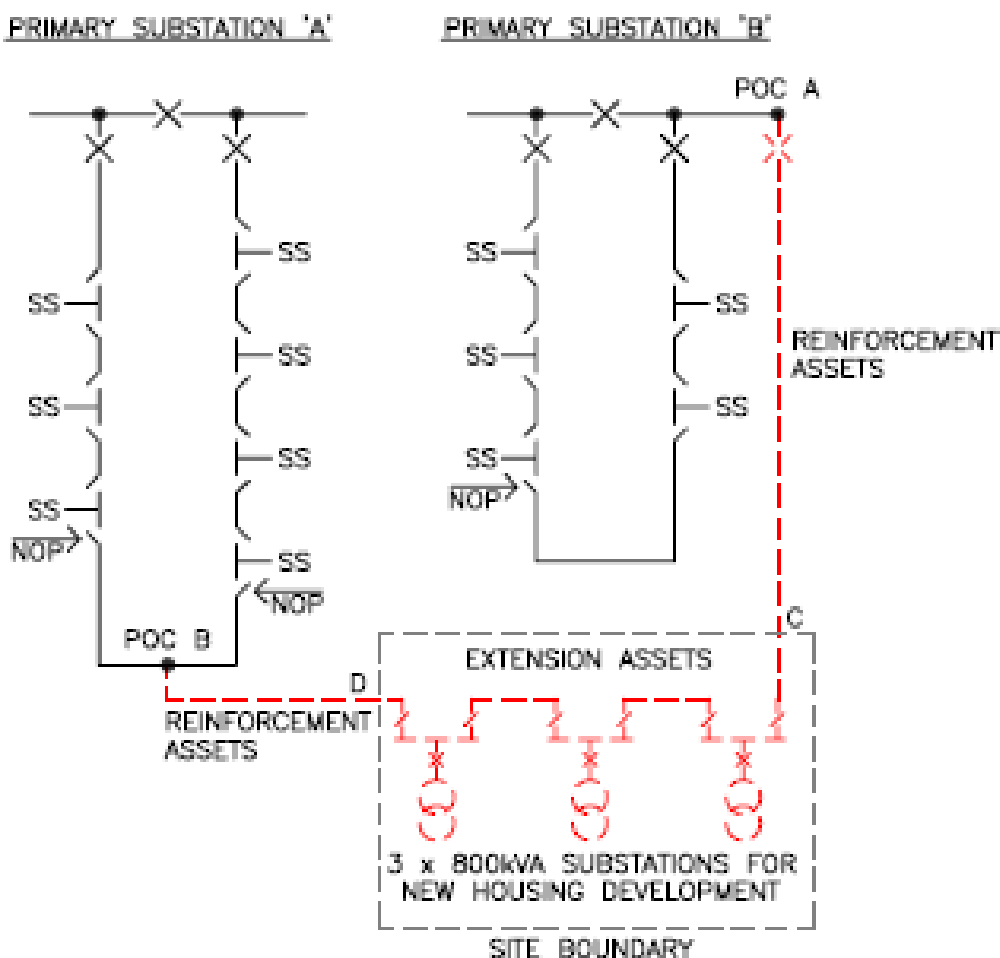 PRIMARY SUBSTATION 'A'
PRIMARY SUBSTATION 'B'
POC A
SS
SS
SS
SS
NOP
SS
SS
SS
SS
NOP
POC B
SS
SS
SS
NOP
SS
SS
REINFORCEMENT
ASSETS
C
D
REINFORCEMENT
ASSETS
EXTENSION ASSETS
3 x 800kVA SUBSTATIONS FOR
NEW HOUSING DEVELOPMENT
SITE BOUNDARY